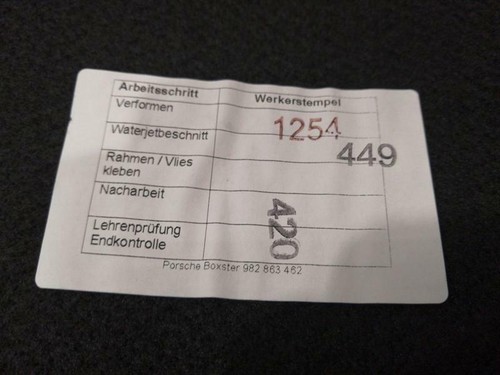 Arbeitsschritt Werkerstempel
Verformen 1254
Waterjetbeschnitt 449
Rahmen / Vlies
kleben
Nacharbeit
Lehrenprüfung 420
Endkontrolle
Porsche Boxster 982 863 462